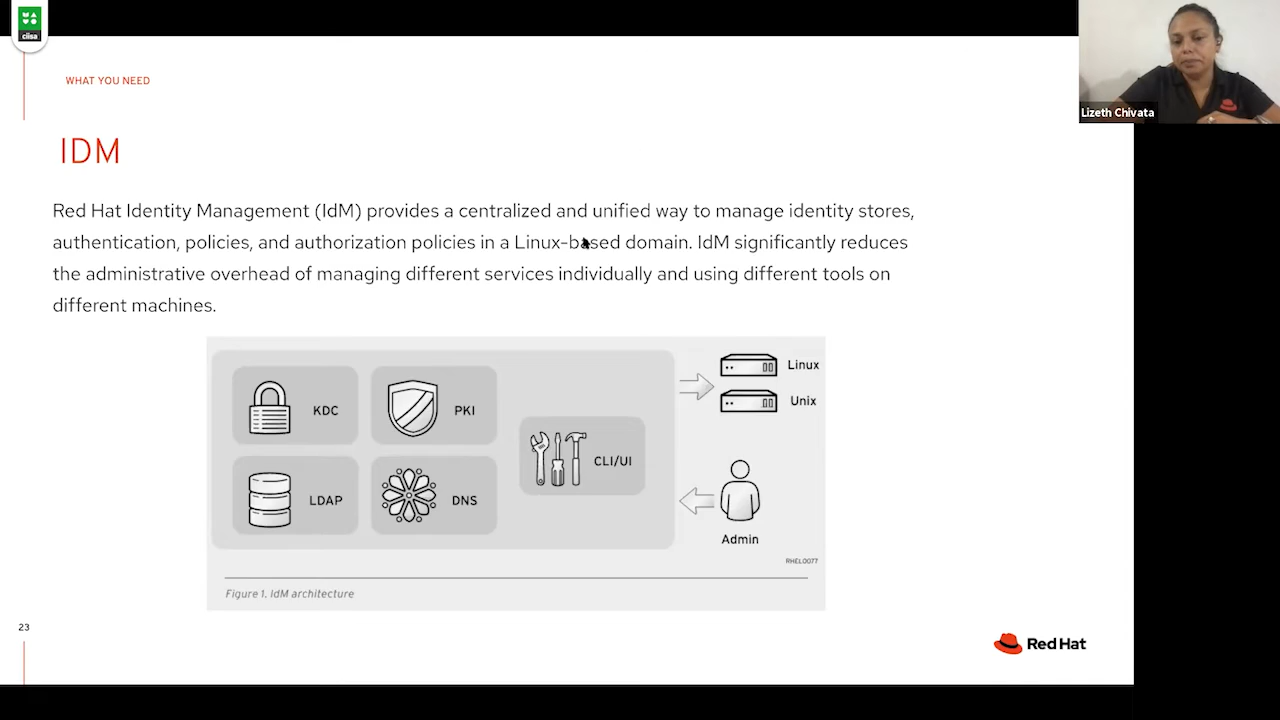 clisa
Lizeth Chivata
WHAT YOU NEED
IDM
Red Hat Identity Management (IdM) provides a centralized and unified way to manage identity stores,
authentication, policies, and authorization policies in a Linux-based domain. IdM significantly reduces
the administrative overhead of managing different services individually and using different tools on
different machines.
KDC
PKI
LDAP
DNS
CLI/UI
Linux
Unix
Admin
RHEL0077
Figure 1. IdM architecture
23
Red Hat